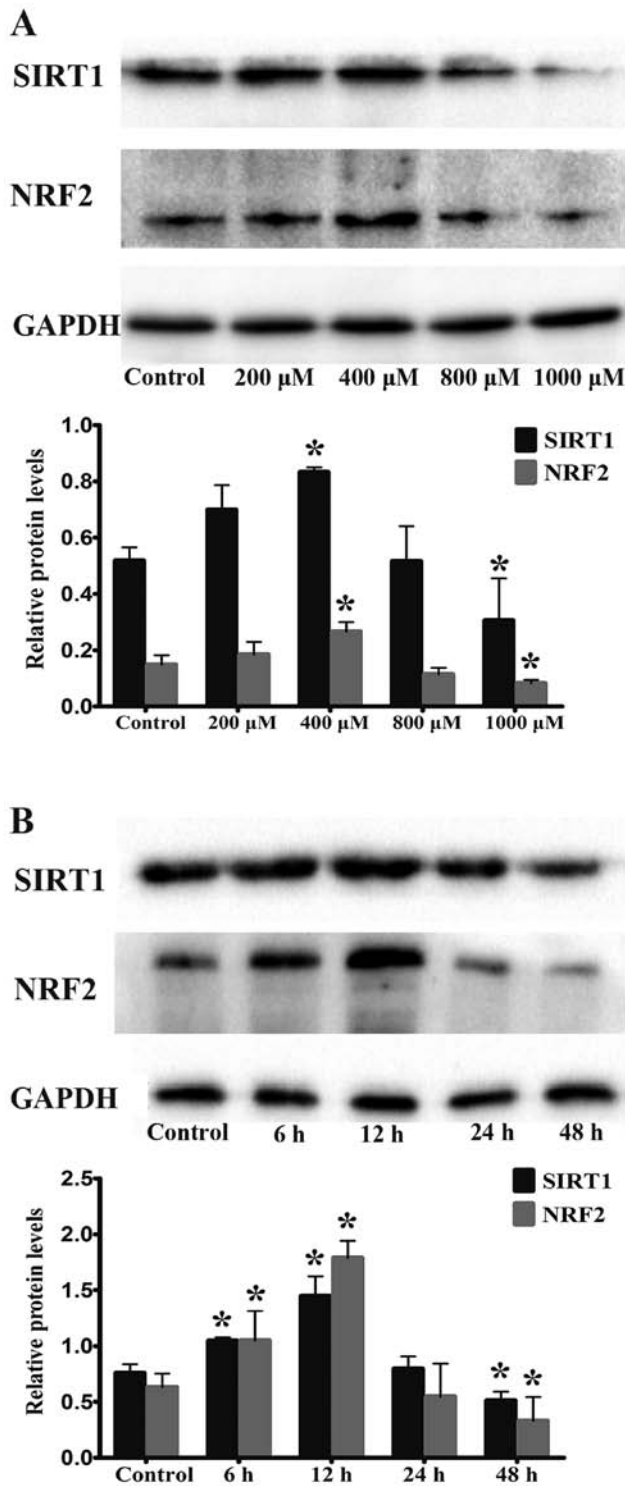 A
SIRT1
NRF2
GAPDH
Control 200 µM 400 µM 800 µM 1000 µM
Relative protein levels
1.0
0.8
0.6
0.4
0.2
0.0
SIRT1
NRF2
* * * *
Control 200 µM 400 µM 800 µM 1000 µM
B
SIRT1
NRF2
GAPDH
Control 6 h 12 h 24 h 48 h
Relative protein levels
2.5
2.0
1.5
1.0
0.5
0.0
SIRT1
NRF2
* * * * * *
Control 6 h 12 h 24 h 48 h